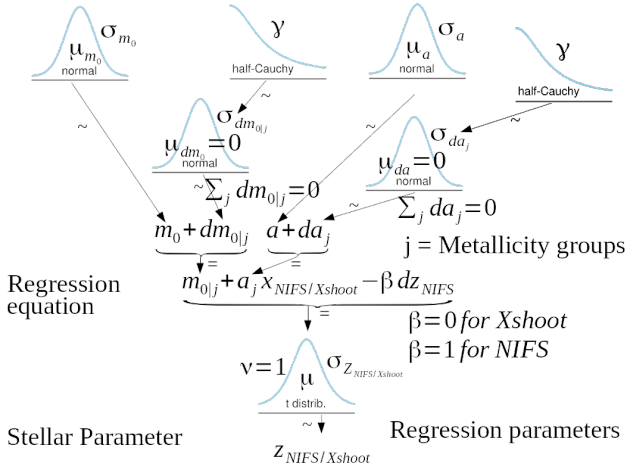 σ_{m_0}
μ_{m_0}
normal
γ
half-Cauchy
σ_a
μ_a
normal
γ
half-Cauchy
~
~
~
~
σ_{dm_{0|j}}
μ_{dm_0}=0
normal
σ_{da_j}
μ_{da}=0
normal
~∑_j dm_{0|j}=0
~
∑_j da_j=0
m_0+dm_{0|j}
a+da_j
j = Metallicity groups
=
=
Regression
equation
m_{0|j}+a_j x_{NIFS/Xshoot}−β dz_{NIFS}
=
β=0 for Xshoot
β=1 for NIFS
ν=1
μ
σ_{Z_{NIFS/Xshoot}}
t distrib.
Stellar Parameter
~
Regression parameters
z_{NIFS/Xshoot}